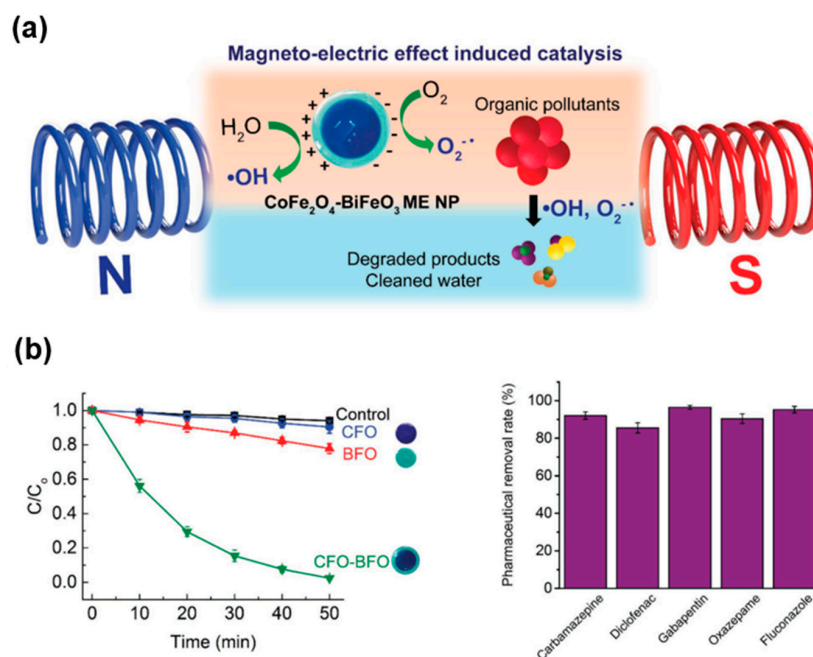 (a)
Magneto-electric effect induced catalysis
+ + + + + + + + + - - - - - - -
O₂
H₂O
Organic pollutants
O₂⁻•
•OH
CoFe₂O₄-BiFeO₃ ME NP
•OH, O₂⁻•
Degraded products
Cleaned water
N
S
(b)
1.0
0.8
0.6
0.4
0.2
0.0
C/Cₒ
Control
CFO
BFO
CFO-BFO
0 10 20 30 40 50
Time (min)
Pharmaceutical removal rate (%)
100
80
60
40
20
0
Carbamazepine
Diclofenac
Gabapentin
Oxazepame
Fluconazole